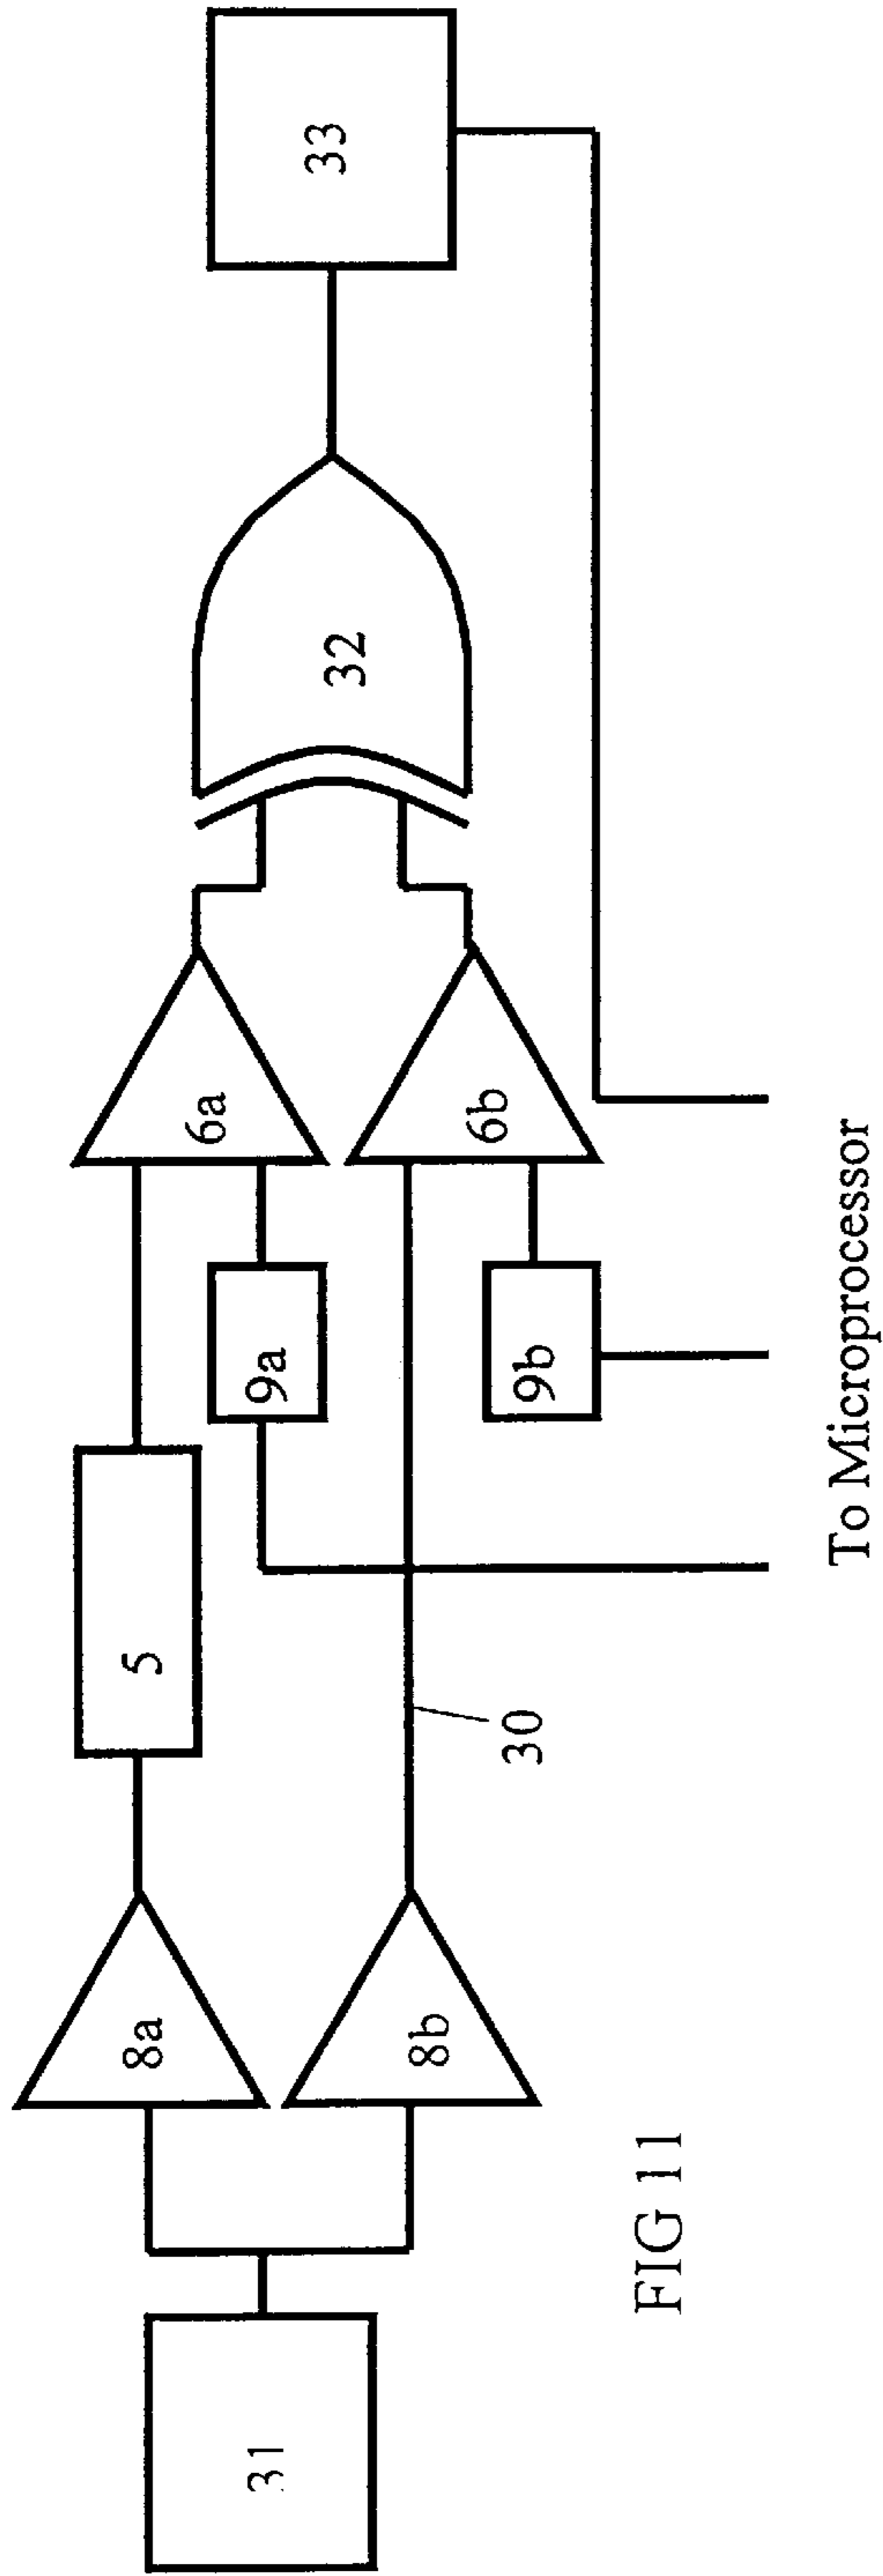 31
8a
8b
5
30
9a
9b
6a
6b
32
33
To Microprocessor
FIG 11